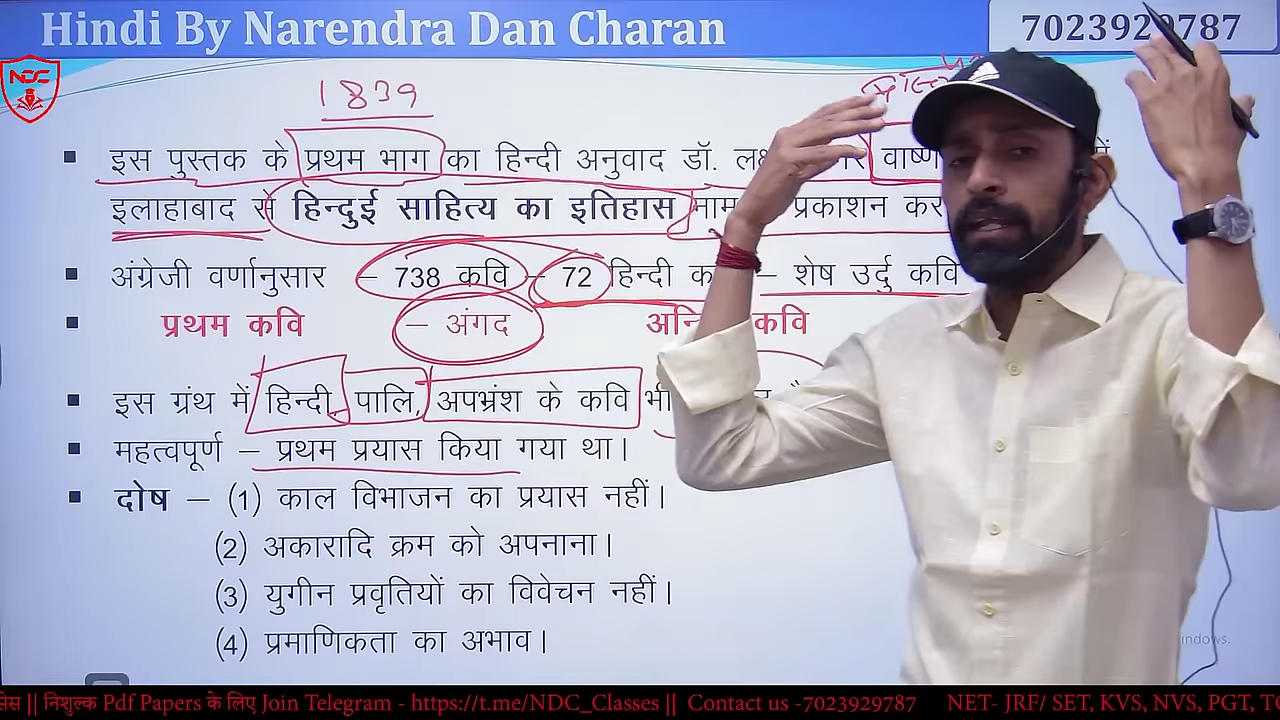 Hindi By Narendra Dan Charan
7023929787
NDC
1839
इस पुस्तक के प्रथम भाग का हिन्दी अनुवाद डॉ.
इलाहाबाद से हिन्दुई साहित्य का इतिहास नाम प्रकाशन कर
अंग्रेजी वर्णानुसार – 738 कवि – 72 हिन्दी – शेष उर्दु कवि
प्रथम कवि – अंगद कवि
इस ग्रंथ में हिन्दी, पालि, अपभ्रंश के कवि भी
महत्वपूर्ण – प्रथम प्रयास किया गया था।
दोष – (1) काल विभाजन का प्रयास नहीं।
(2) अकारादि क्रम को अपनाना।
(3) युगीन प्रवृतियों का विवेचन नहीं।
(4) प्रमाणिकता का अभाव।
indows.
|| निशुल्क Pdf Papers के लिए Join Telegram - https://t.me/NDC_Classes || Contact us -7023929787 NET- JRF/ SET, KVS, NVS, PGT,